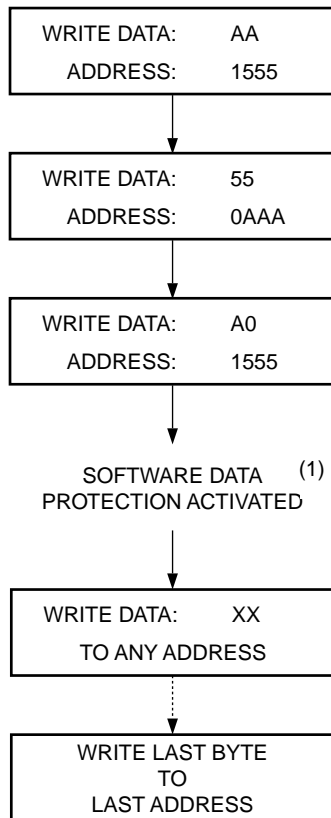 WRITE DATA: AA
ADDRESS: 1555
WRITE DATA: 55
ADDRESS: 0AAA
WRITE DATA: A0
ADDRESS: 1555
SOFTWARE DATA (1)
PROTECTION ACTIVATED
WRITE DATA: XX
TO ANY ADDRESS
WRITE LAST BYTE
TO
LAST ADDRESS